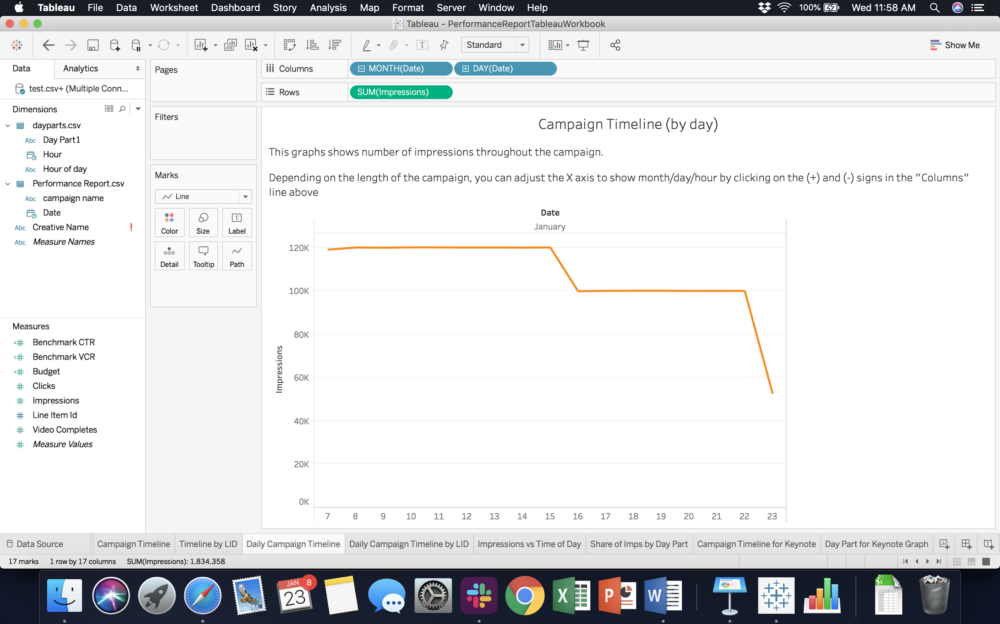 Tableau File Data Worksheet Dashboard Story Analysis Map Format Server Window Help 100% Wed 11:58 AM
Tableau - PerformanceReportTableauWorkbook
Standard Show Me
Data Analytics
test.csv+ (Multiple Conn...
Dimensions
dayparts.csv
Abc Day Part1
Hour
Abc Hour of day
Performance Report.csv
Abc campaign name
Date
Abc Creative Name !
Abc Measure Names
Measures
Benchmark CTR
Benchmark VCR
Budget
Clicks
Impressions
Line Item Id
Video Completes
Measure Values
Pages
Filters
Marks
Line
Color Size Label
Detail Tooltip Path
Columns MONTH(Date) DAY(Date)
Rows SUM(Impressions)
Campaign Timeline (by day)
This graphs shows number of impressions throughout the campaign.
Depending on the length of the campaign, you can adjust the X axis to show month/day/hour by clicking on the (+) and (-) signs in the "Columns"
line above
Date
January
120K
100K
80K
60K
40K
20K
0K
Impressions
7 8 9 10 11 12 13 14 15 16 17 18 19 20 21 22 23
Data Source Campaign Timeline Timeline by LID Daily Campaign Timeline Daily Campaign Timeline by LID Impressions vs Time of Day Share of Imps by Day Part Campaign Timeline for Keynote Day Part for Keynote Graph
17 marks 1 row by 17 columns SUM(Impressions): 1,834,358
JAN 8
23
X P W